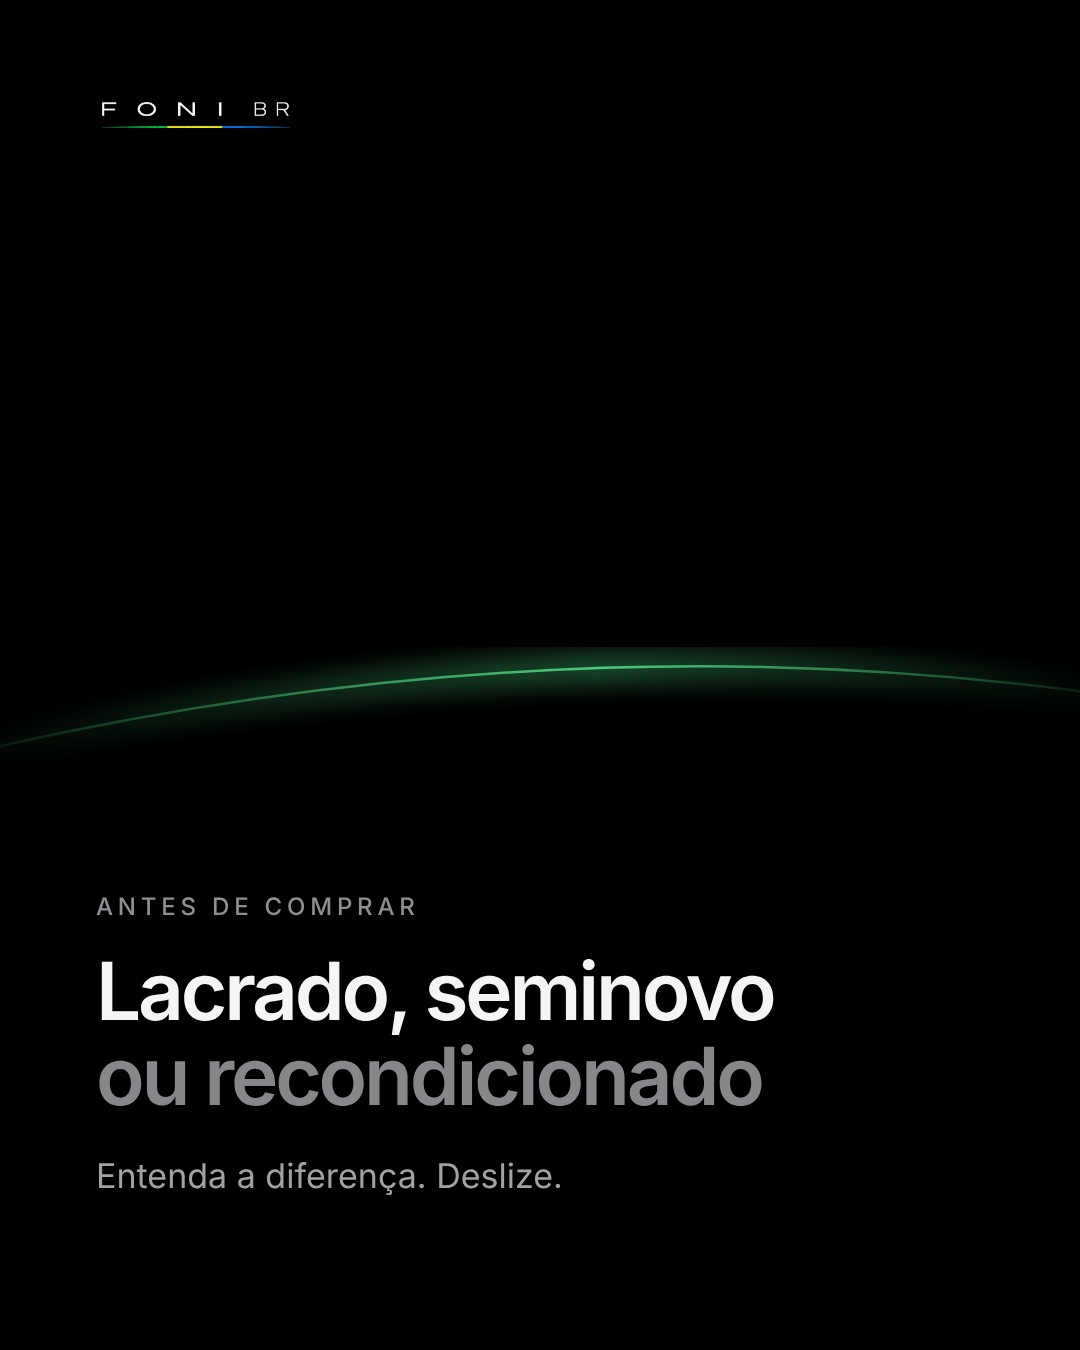 FONI BR
ANTES DE COMPRAR
Lacrado, seminovo
ou recondicionado
Entenda a diferença. Deslize.